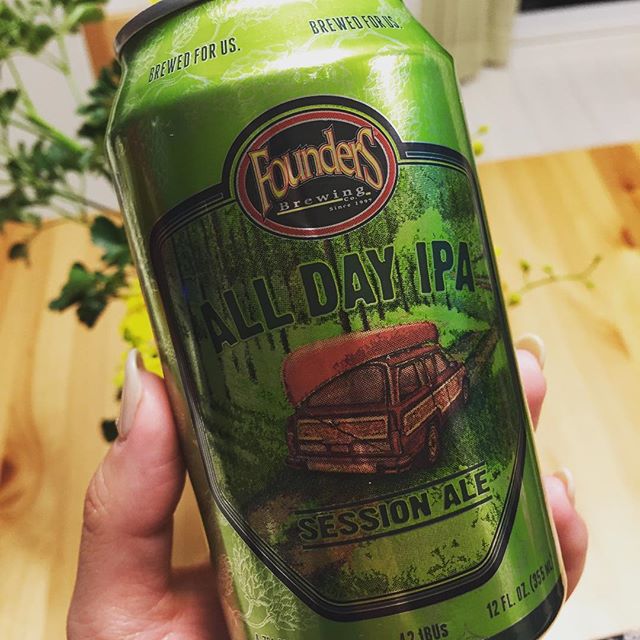 BREWED FOR US.
BREWED FOR US.
Founders
Brewing Co.
Since 1997
ALL DAY IPA
SESSION ALE
42 IBUs
12 FL. OZ. (355 ML